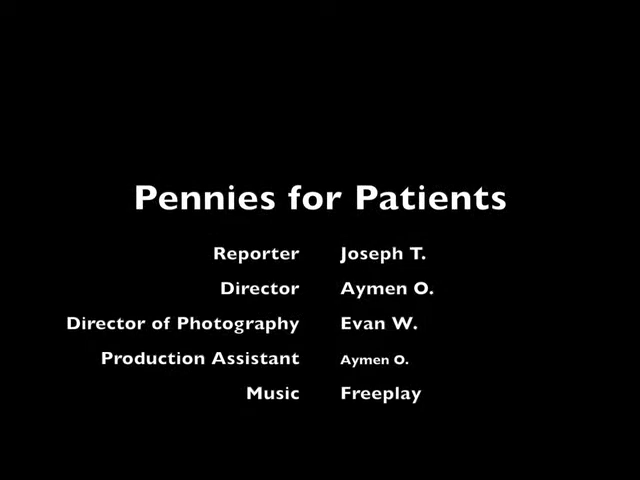 Pennies for Patients
Reporter Joseph T.
Director Aymen O.
Director of Photography Evan W.
Production Assistant Aymen O.
Music Freeplay